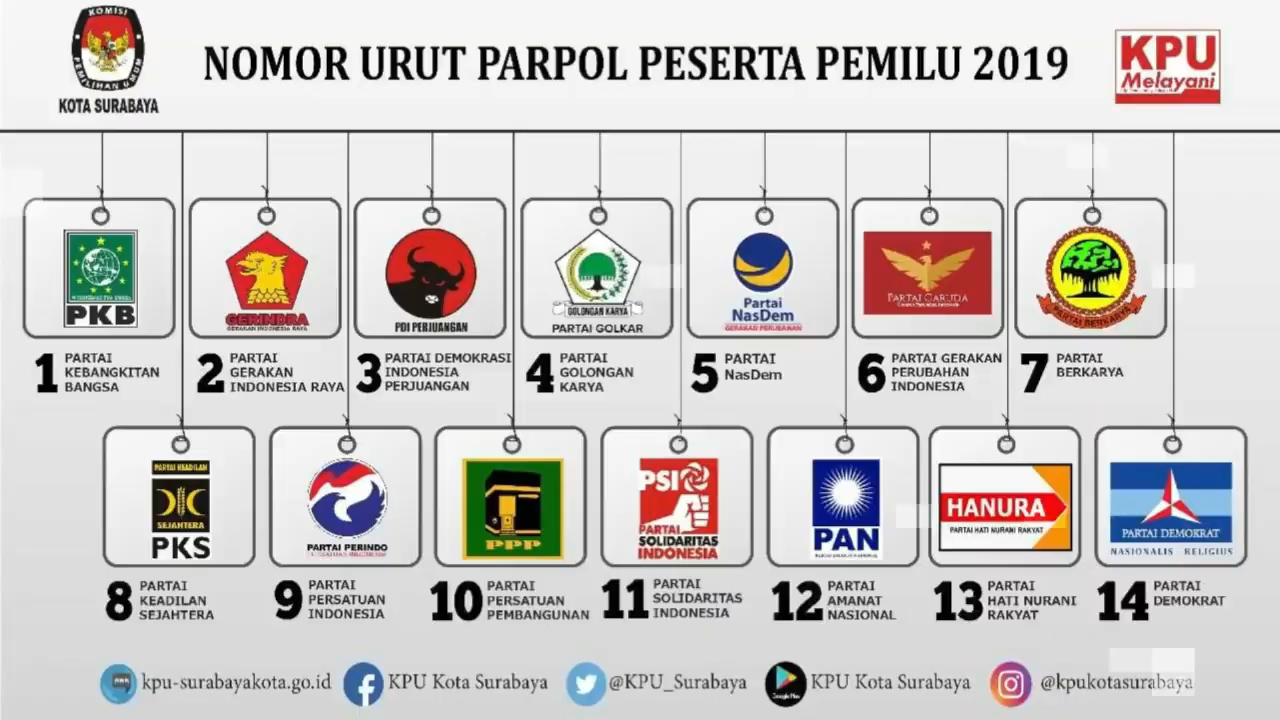 KOMISI
PEMILIHAN UMUM
KOTA SURABAYA
NOMOR URUT PARPOL PESERTA PEMILU 2019
KPU
Melayani
PKB
GERINDRA
GERAKAN INDONESIA RAYA
PDI PERJUANGAN
GOLONGAN KARYA
PARTAI GOLKAR
Partai
NasDem
GERAKAN PERUBAHAN
PARTAI GARUDA
PARTAI BERKARYA
1 PARTAI
KEBANGKITAN
BANGSA
2 PARTAI
GERAKAN
INDONESIA RAYA
3 PARTAI DEMOKRASI
INDONESIA
PERJUANGAN
4 PARTAI
GOLONGAN
KARYA
5 PARTAI
NasDem
6 PARTAI GERAKAN
PERUBAHAN
INDONESIA
7 PARTAI
BERKARYA
PARTAI KEADILAN
SEJAHTERA
PKS
PARTAI PERINDO
PPP
PSI
PARTAI
SOLIDARITAS
INDONESIA
PAN
HANURA
PARTAI HATI NURANI RAKYAT
PARTAI DEMOKRAT
NASIONALIS - RELIGIUS
8 PARTAI
KEADILAN
SEJAHTERA
9 PARTAI
PERSATUAN
INDONESIA
10 PARTAI
PERSATUAN
PEMBANGUNAN
11 PARTAI
SOLIDARITAS
INDONESIA
12 PARTAI
AMANAT
NASIONAL
13 PARTAI
HATI NURANI
RAKYAT
14 PARTAI
DEMOKRAT
kpu-surabayakota.go.id
KPU Kota Surabaya
@KPU_Surabaya
Google Play
KPU Kota Surabaya
@kpukotasurabaya